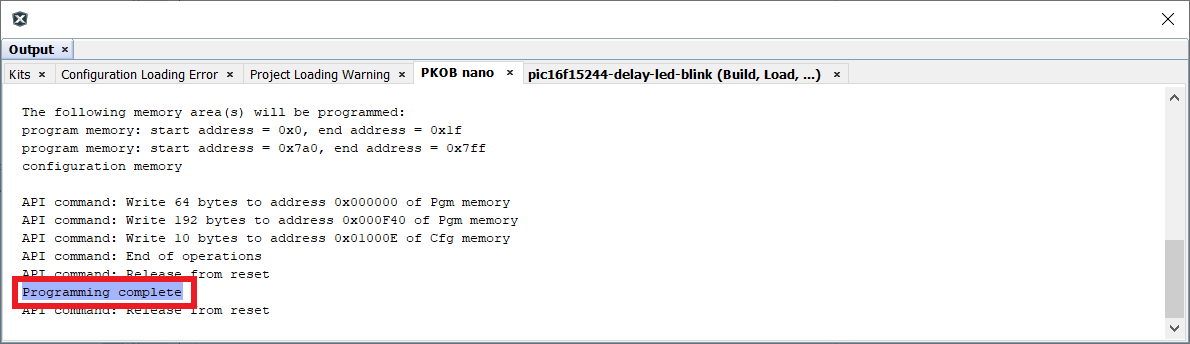 Output ×
Kits × Configuration Loading Error × Project Loading Warning × PKOB nano × pic16f15244-delay-led-blink (Build, Load, ...) ×
The following memory area(s) will be programmed:
program memory: start address = 0x0, end address = 0x1f
program memory: start address = 0x7a0, end address = 0x7ff
configuration memory
API command: Write 64 bytes to address 0x000000 of Pgm memory
API command: Write 192 bytes to address 0x000F40 of Pgm memory
API command: Write 10 bytes to address 0x01000E of Cfg memory
API command: End of operations
API command: Release from reset
Programming complete
API command: Release from reset